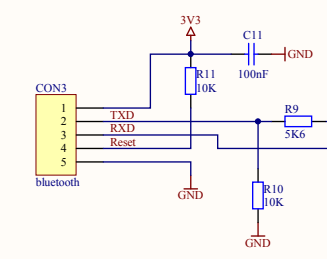 3V3
C11
GND
100nF
R11
10K
CON3
1
2
3
4
5
TXD
RXD
Reset
R9
5K6
bluetooth
GND
R10
10K
GND